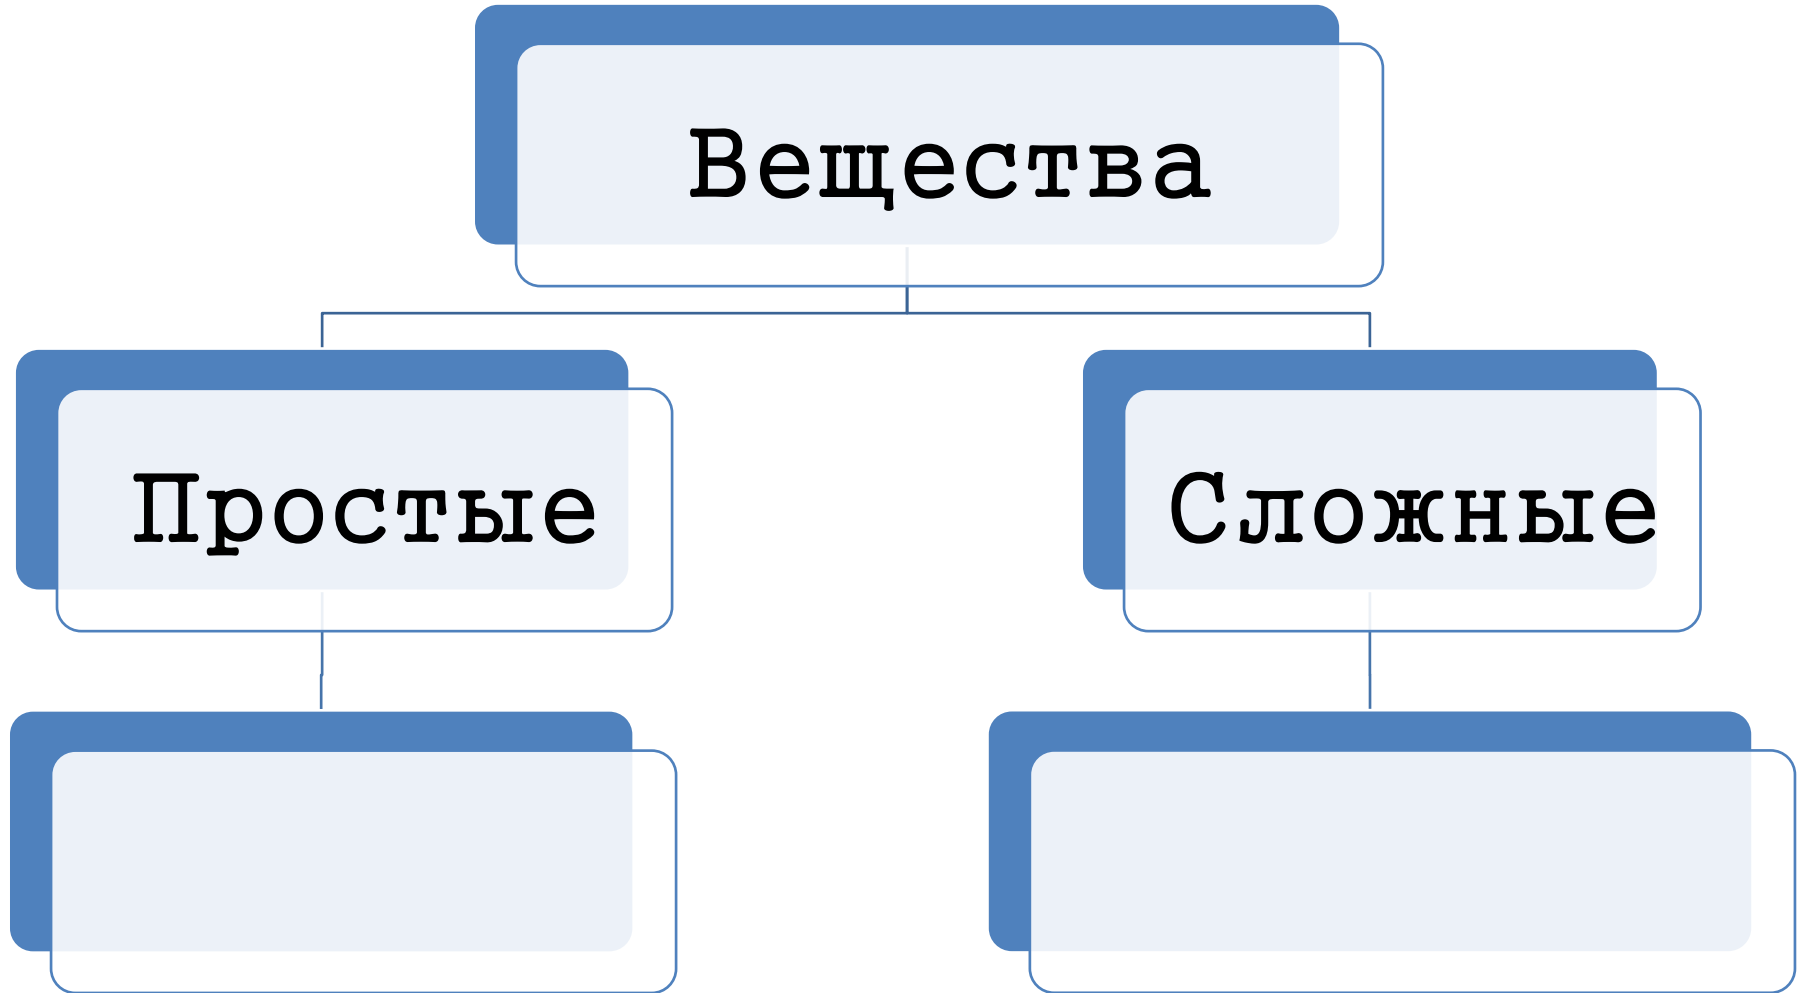 Вещества
Простые
Сложные